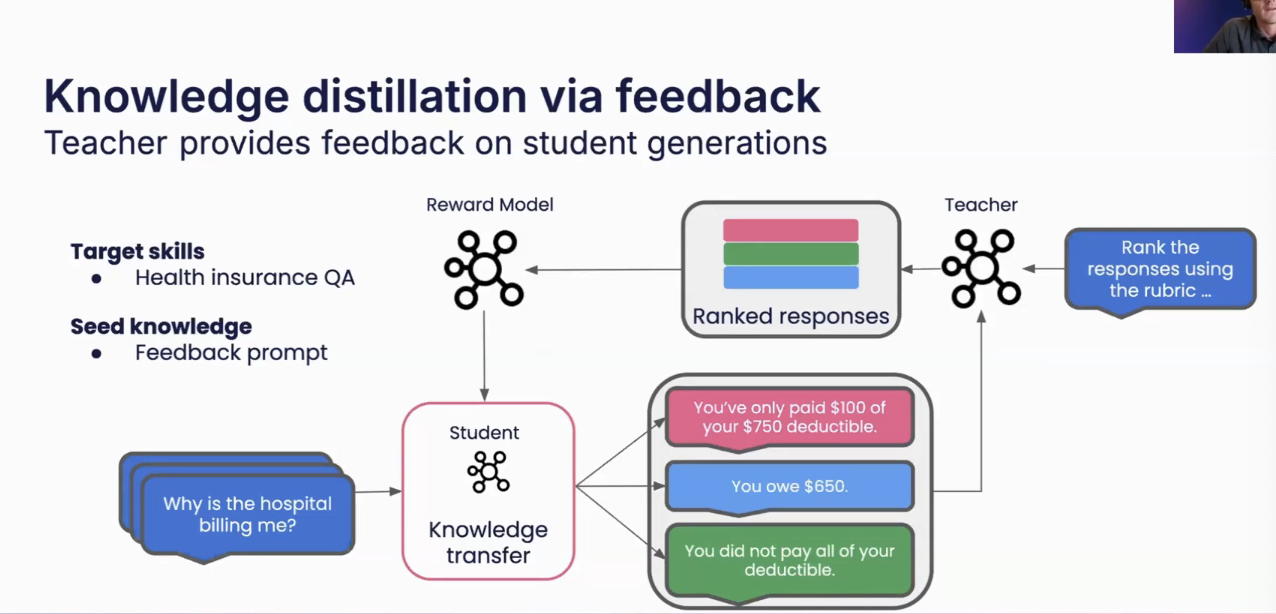 Knowledge distillation via feedback
Teacher provides feedback on student generations
Target skills
● Health insurance QA
Seed knowledge
● Feedback prompt
Reward Model
Ranked responses
Teacher
Rank the
responses using
the rubric ...
Why is the hospital
billing me?
Student
Knowledge
transfer
You've only paid $100 of
your $750 deductible.
You owe $650.
You did not pay all of your
deductible.